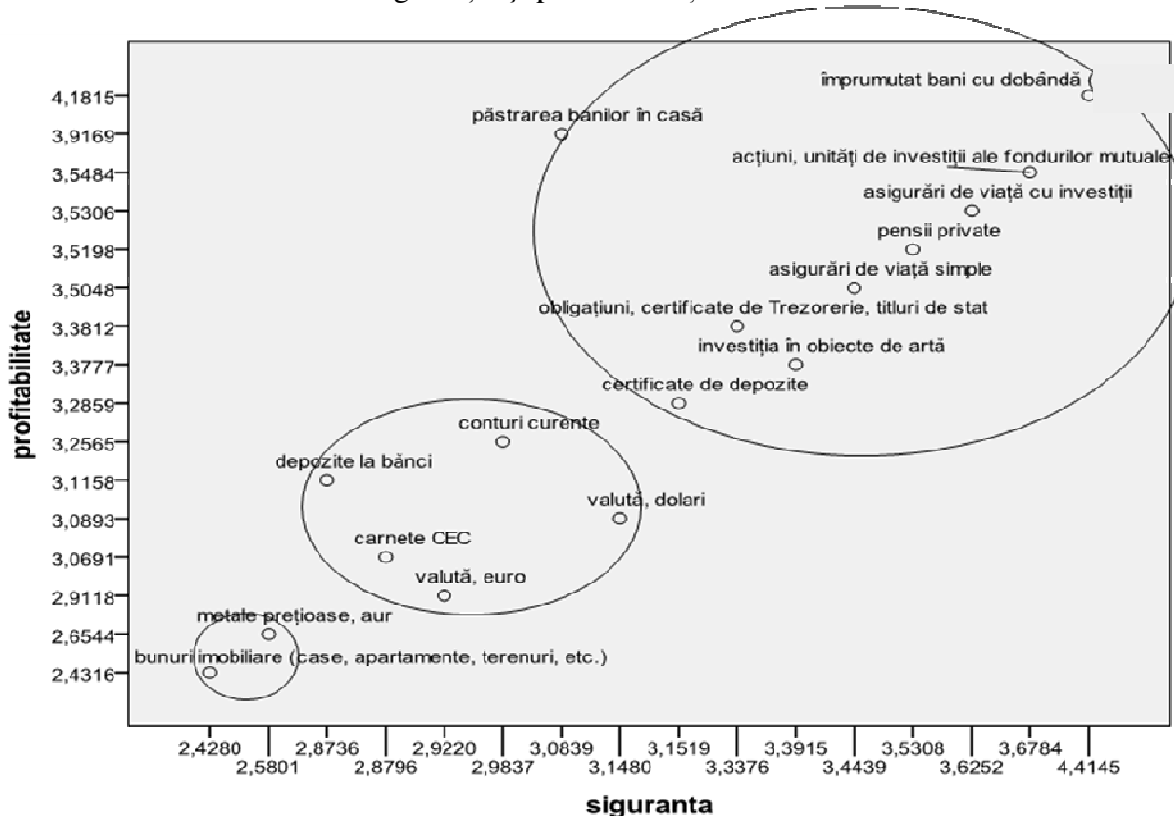 împrumutat bani cu dobândă
4,1815
păstrarea banilor în casă
3,9169
acțiuni, unități de investiții ale fondurilor mutuale
3,5484
asigurări de viață cu investiții
3,5306
pensii private
3,5198
asigurări de viață simple
3,5048
obligațiuni, certificate de Trezorerie, titluri de stat
3,3812
investiția în obiecte de artă
3,3777
certificate de depozite
3,2859
conturi curente
3,2565
depozite la bănci
3,1158
valută, dolari
3,0893
carnete CEC
3,0691
valută, euro
2,9118
metale prețioase, aur
2,6544
bunuri imobiliare (case, apartamente, terenuri, etc.)
2,4316
profitabilitate
2,4280 2,8736 2,9220 3,0839 3,1519 3,3915 3,5308 3,6784
2,5801 2,8796 2,9837 3,1480 3,3376 3,4439 3,6252 4,4145
siguranta